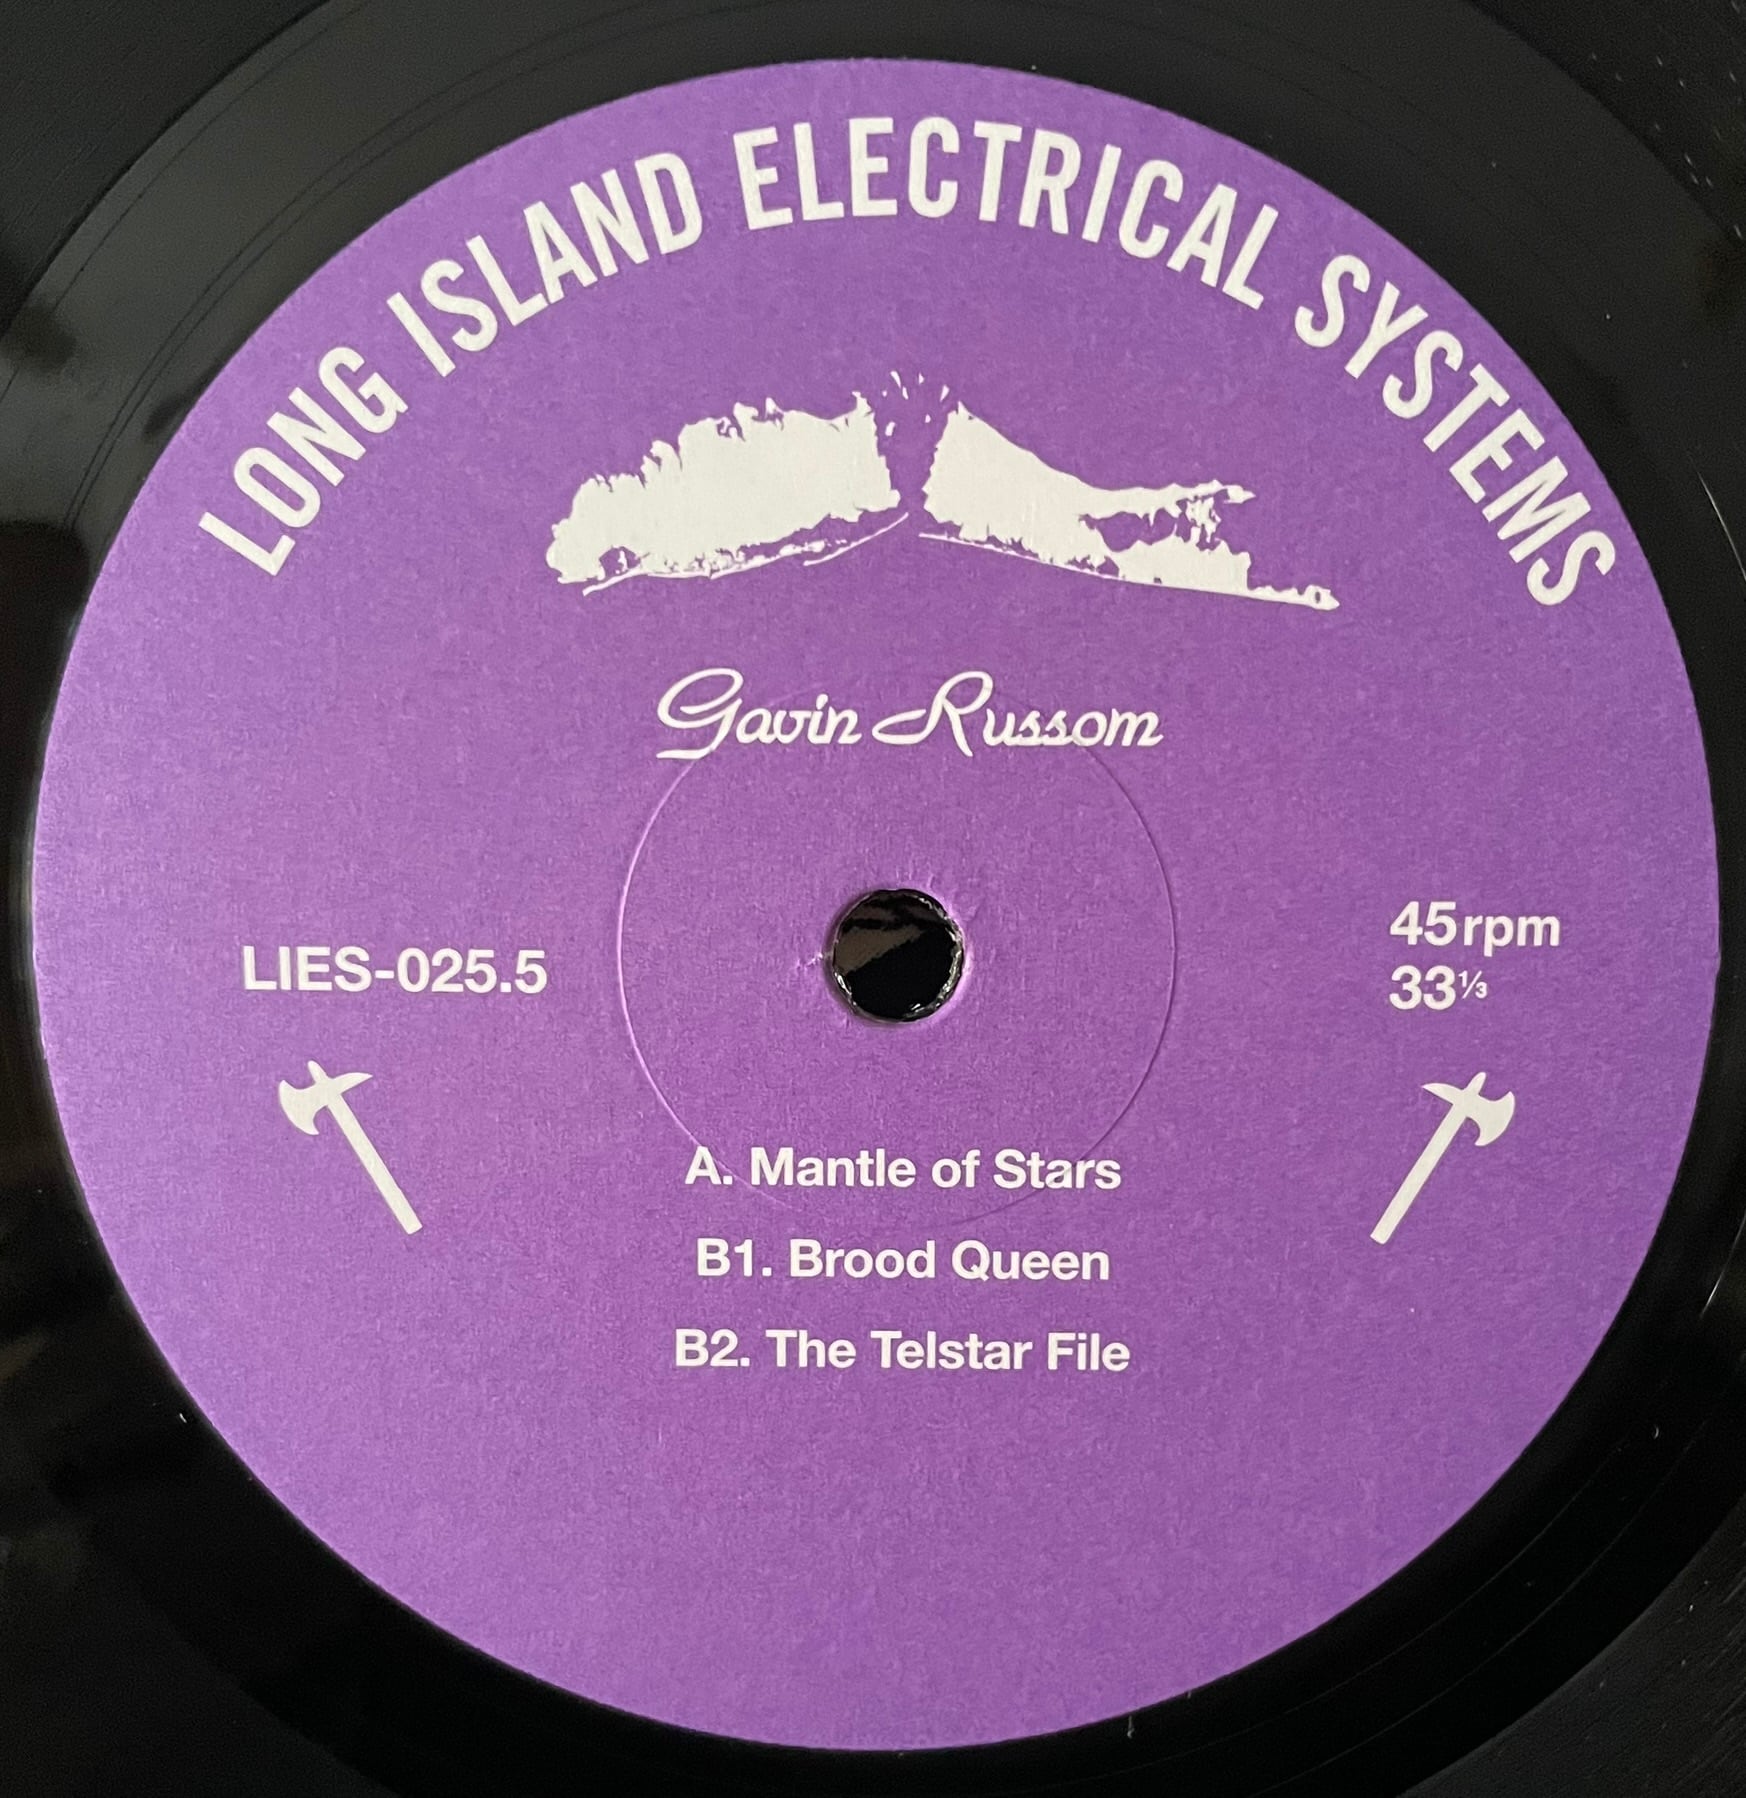 LONG ISLAND ELECTRICAL SYSTEMS
Gavin Russom
LIES-025.5
45rpm
33⅓
A. Mantle of Stars
B1. Brood Queen
B2. The Telstar File